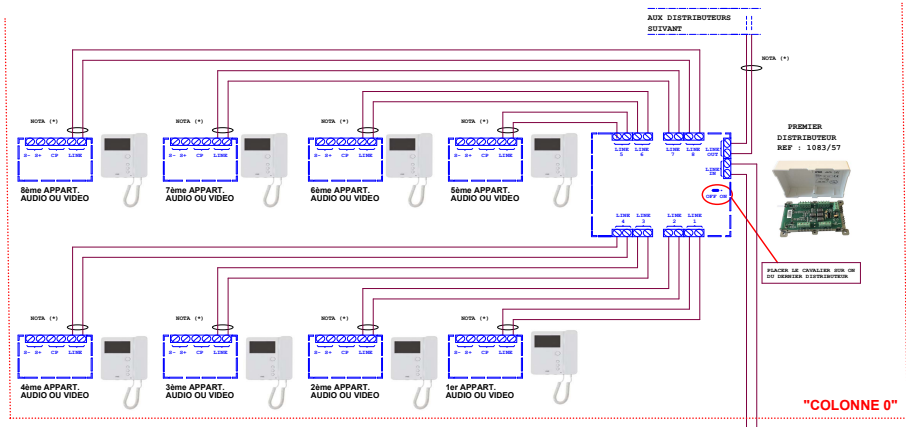 AUX DISTRIBUTEURS
SUIVANT
NOTA (*)
NOTA (*)
NOTA (*)
NOTA (*)
NOTA (*)
S- S+ CP LINE
S- S+ CP LINE
S- S+ CP LINE
S- S+ CP LINE
8ème APPART.
AUDIO OU VIDEO
7ème APPART.
AUDIO OU VIDEO
6ème APPART.
AUDIO OU VIDEO
5ème APPART.
AUDIO OU VIDEO
LINE
5
LINE
6
LINE
7
LINE
8
LINE
OUT
LINE
IN
OFF ON
LINE
4
LINE
3
LINE
2
LINE
1
PREMIER
DISTRIBUTEUR
REF : 1083/57
PLACER LE CAVALIER SUR ON
DU DERNIER DISTRIBUTEUR
NOTA (*)
NOTA (*)
NOTA (*)
NOTA (*)
S- S+ CP LINE
S- S+ CP LINE
S- S+ CP LINE
S- S+ CP LINE
4ème APPART.
AUDIO OU VIDEO
3ème APPART.
AUDIO OU VIDEO
2ème APPART.
AUDIO OU VIDEO
1er APPART.
AUDIO OU VIDEO
"COLONNE 0"